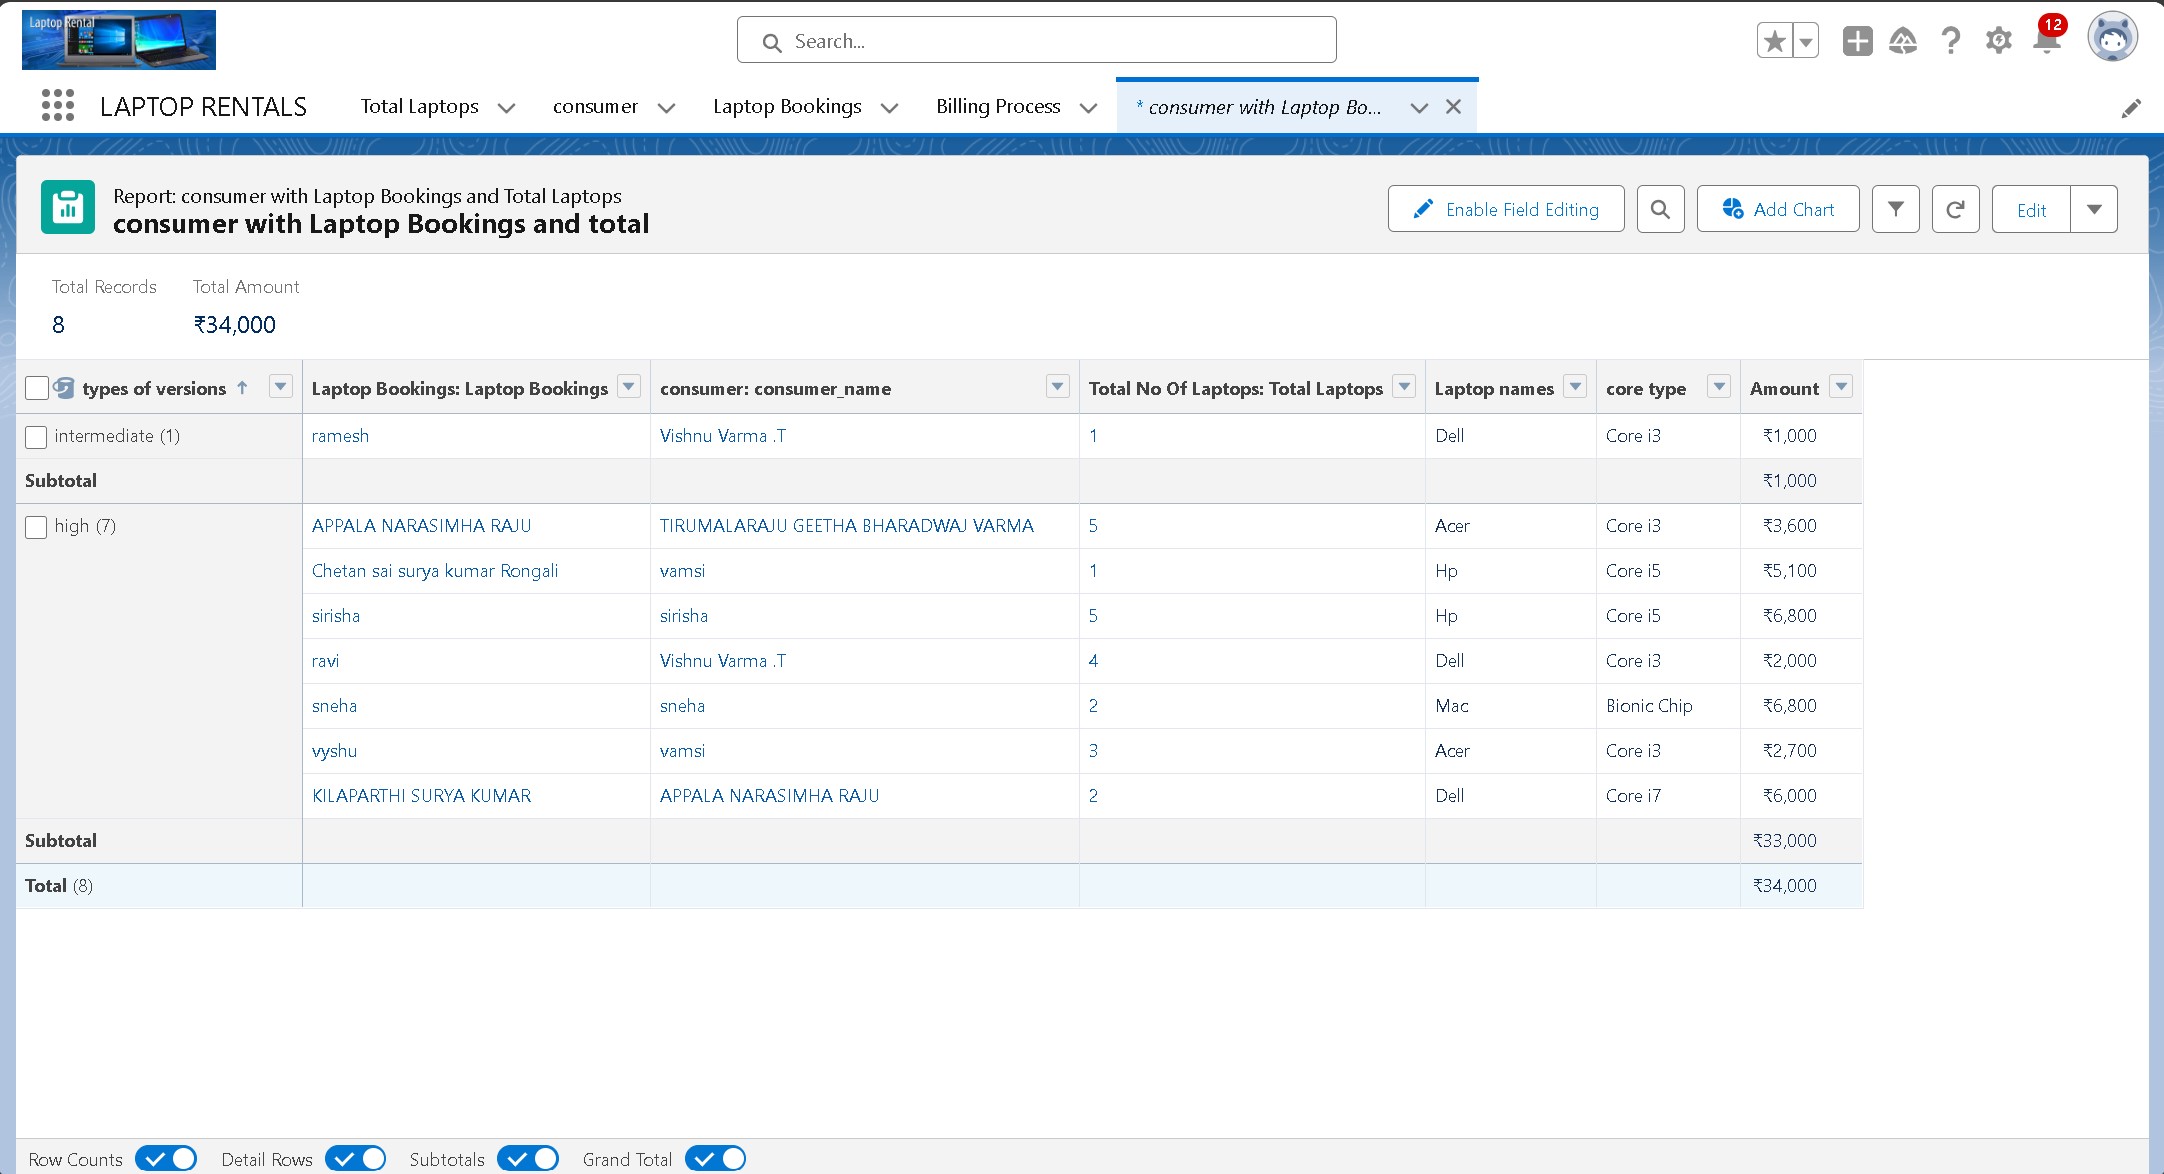 Laptop Rental
Search...
12
LAPTOP RENTALS Total Laptops consumer Laptop Bookings Billing Process * consumer with Laptop Bo...
Report: consumer with Laptop Bookings and Total Laptops
consumer with Laptop Bookings and total
Enable Field Editing Add Chart Edit
Total Records Total Amount
8 ₹34,000
types of versions ↑ Laptop Bookings: Laptop Bookings consumer: consumer_name Total No Of Laptops: Total Laptops Laptop names core type Amount
intermediate (1) ramesh Vishnu Varma .T 1 Dell Core i3 ₹1,000
Subtotal ₹1,000
high (7) APPALA NARASIMHA RAJU TIRUMALARAJU GEETHA BHARADWAJ VARMA 5 Acer Core i3 ₹3,600
Chetan sai surya kumar Rongali vamsi 1 Hp Core i5 ₹5,100
sirisha sirisha 5 Hp Core i5 ₹6,800
ravi Vishnu Varma .T 4 Dell Core i3 ₹2,000
sneha sneha 2 Mac Bionic Chip ₹6,800
vyshu vamsi 3 Acer Core i3 ₹2,700
KILAPARTHI SURYA KUMAR APPALA NARASIMHA RAJU 2 Dell Core i7 ₹6,000
Subtotal ₹33,000
Total (8) ₹34,000
Row Counts Detail Rows Subtotals Grand Total